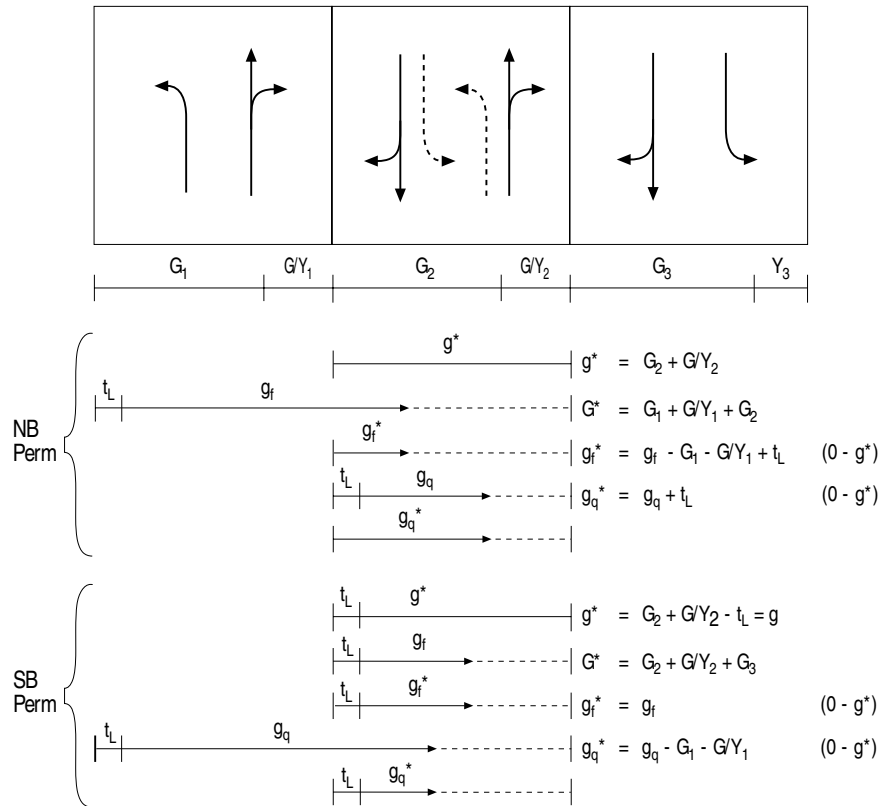 G1 G/Y1 G2 G/Y2 G3 Y3
NB Perm
g* g* = G2 + G/Y2
tL gf G* = G1 + G/Y1 + G2
gf* gf* = gf - G1 - G/Y1 + tL (0 - g*)
tL gq gq* = gq + tL (0 - g*)
gq*
SB Perm
tL g* g* = G2 + G/Y2 - tL = g
tL gf G* = G2 + G/Y2 + G3
tL gf* gf* = gf (0 - g*)
tL gq gq* = gq - G1 - G/Y1 (0 - g*)
tL gq*